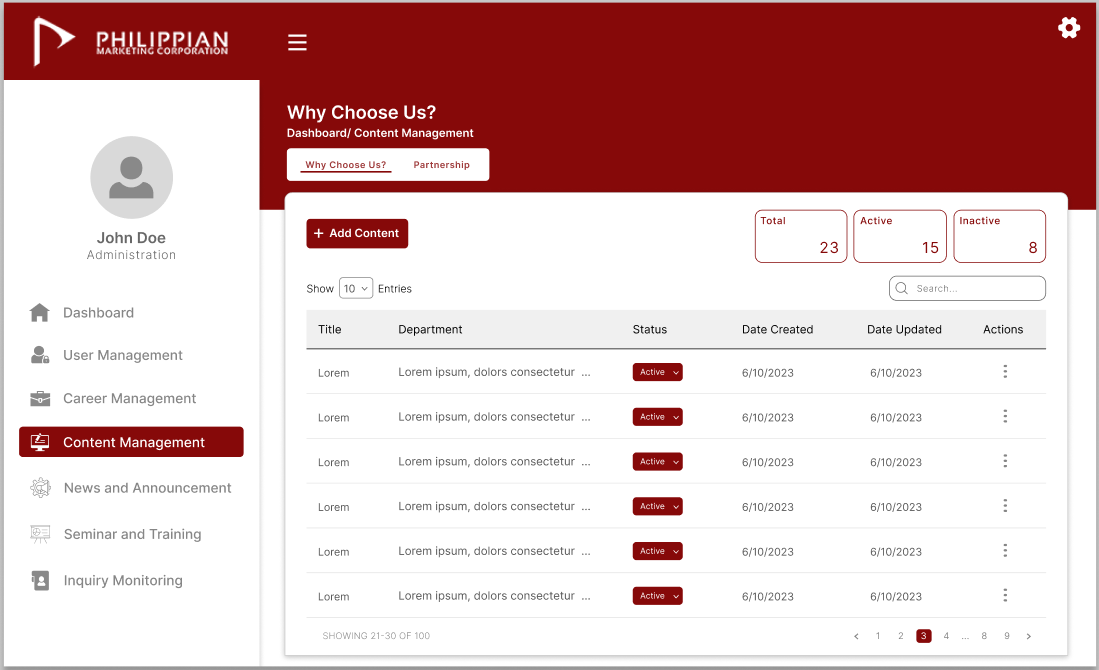 PHILIPPIAN
MARKETING CORPORATION
John Doe
Administration
Dashboard
User Management
Career Management
Content Management
News and Announcement
Seminar and Training
Inquiry Monitoring
Why Choose Us?
Dashboard/ Content Management
Why Choose Us? Partnership
+ Add Content
Total 23
Active 15
Inactive 8
Show 10 Entries
Search...
Title Department Status Date Created Date Updated Actions
Lorem Lorem ipsum, dolors consectetur ... Active 6/10/2023 6/10/2023
Lorem Lorem ipsum, dolors consectetur ... Active 6/10/2023 6/10/2023
Lorem Lorem ipsum, dolors consectetur ... Active 6/10/2023 6/10/2023
Lorem Lorem ipsum, dolors consectetur ... Active 6/10/2023 6/10/2023
Lorem Lorem ipsum, dolors consectetur ... Active 6/10/2023 6/10/2023
Lorem Lorem ipsum, dolors consectetur ... Active 6/10/2023 6/10/2023
SHOWING 21-30 OF 100 < 1 2 3 4 ... 8 9 >